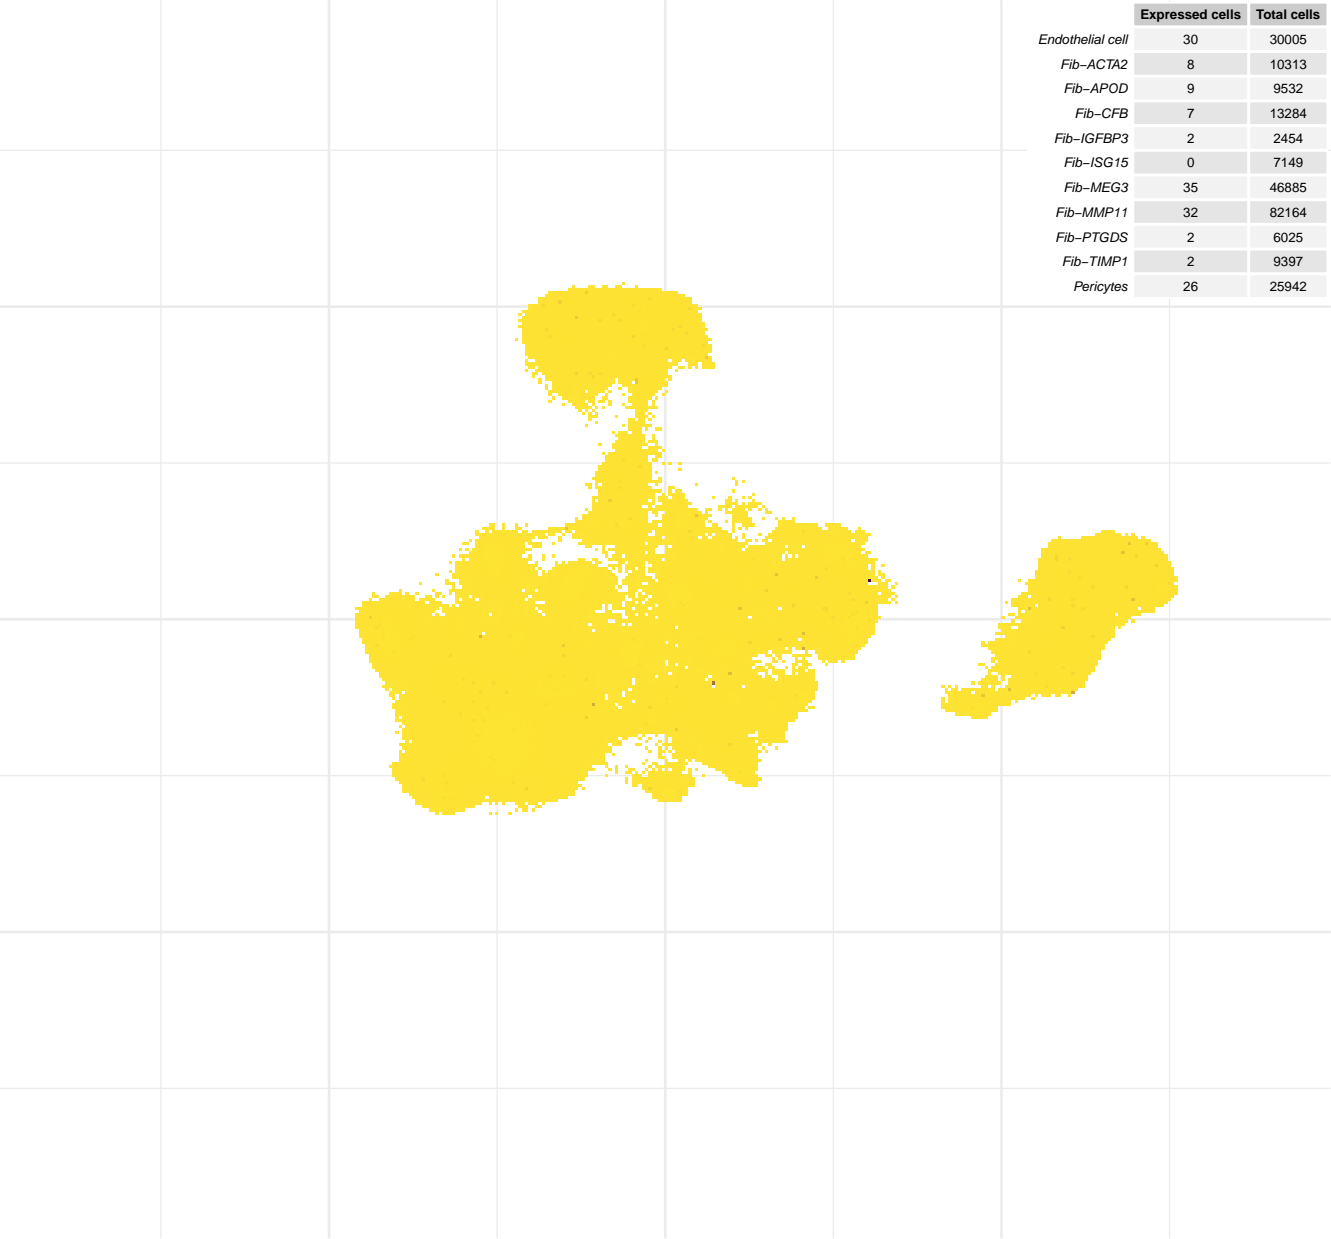 Expressed cells Total cells
Endothelial cell 30 30005
Fib−ACTA2 8 10313
Fib−APOD 9 9532
Fib−CFB 7 13284
Fib−IGFBP3 2 2454
Fib−ISG15 0 7149
Fib−MEG3 35 46885
Fib−MMP11 32 82164
Fib−PTGDS 2 6025
Fib−TIMP1 2 9397
Pericytes 26 25942